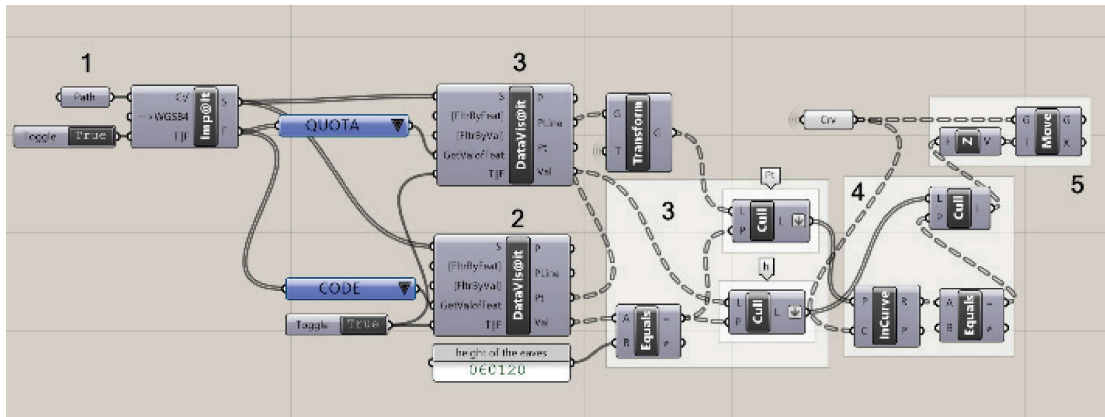 1
Path
Toggle True
C/
→WGS84
T|F
Imp@It
S
F
QUOTA
CODE
Toggle True
3
S
[FltrByFeat]
[FltrByVal]
GetValofFeat
T|F
DataVis@it
P
PLine
Pt
Val
2
S
[FltrByFeat]
[FltrByVal]
GetValofFeat
T|F
DataVis@it
P
PLine
Pt
Val
height of the eaves
060120
G
T
Transform
G
3
A
B
Equals
=
Pt
L
P
Cull
L
h
L
P
Cull
L
Crv
4
P
C
InCurve
R
P
A
B
Equals
=
L
P
Cull
L
F
Z
V
G
T
Move
G
X
5